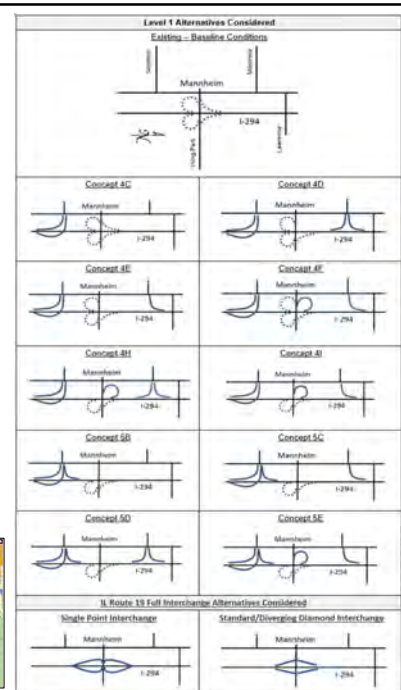 Level 1 Alternatives Considered
Existing – Baseline Conditions
Mannheim
I-294
Irving Park
Lawrence
Concept 4C
Concept 4D
Mannheim
Mannheim
I-294
I-294
Concept 4E
Concept 4F
Mannheim
Mannheim
I-294
I-294
Concept 4H
Concept 4I
Mannheim
Mannheim
I-294
I-294
Concept 5B
Concept 5C
Mannheim
Mannheim
I-294
I-294
Concept 5D
Concept 5E
Mannheim
Mannheim
I-294
I-294
IL Route 19 Full Interchange Alternatives Considered
Single Point Interchange
Standard/Diverging Diamond Interchange
Mannheim
Mannheim
I-294
I-294